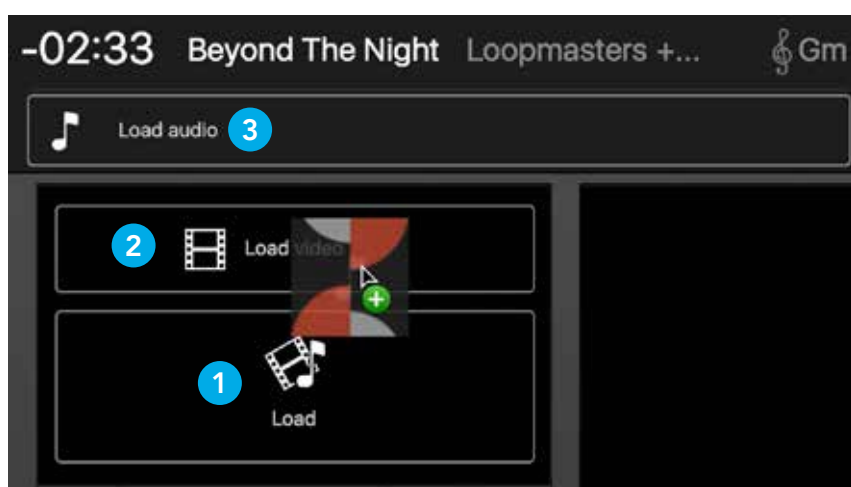 -02:33 Beyond The Night Loopmasters +... Gm
Load audio 3
2 Load video
1
Load